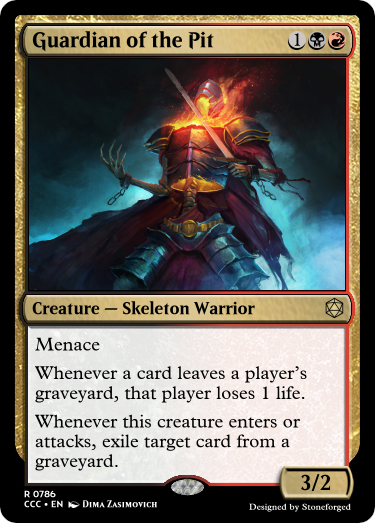 Guardian of the Pit 1
Creature — Skeleton Warrior
Menace
Whenever a card leaves a player's
graveyard, that player loses 1 life.
Whenever this creature enters or
attacks, exile target card from a
graveyard.
3/2
R 0786
CCC • EN Dima Zasimovich
Designed by Stoneforged